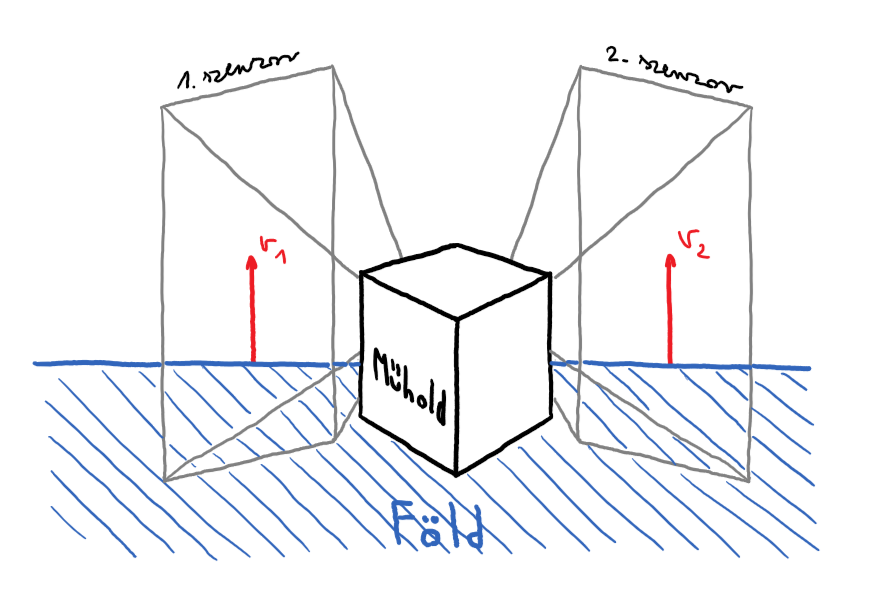 1. szenzor
2. szenzor
v1
v2
Műhold
Föld